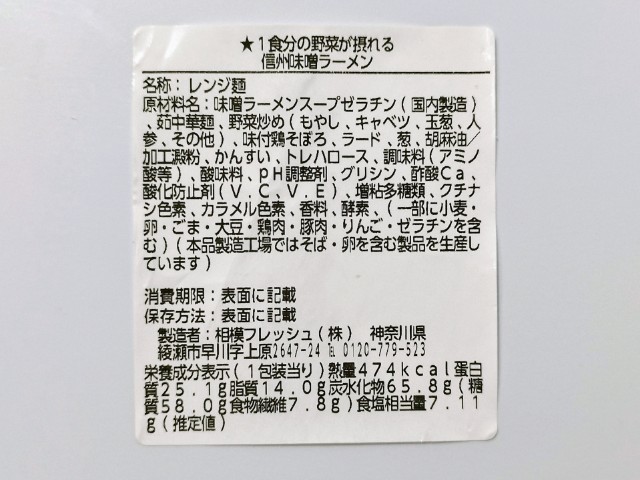 ★1食分の野菜が摂れる
信州味噌ラーメン
名称：レンジ麺
原材料名：味噌ラーメンスープゼラチン(国内製造)
、茹中華麺、野菜炒め(もやし、キャベツ、玉葱、人
参、その他)、味付鶏そぼろ、ラード、葱、胡麻油／
加工澱粉、かんすい、トレハロース、調味料(アミノ
酸等)、酸味料、pH調整剤、グリシン、酢酸Ca、
酸化防止剤(V.C、V.E)、増粘多糖類、クチナ
シ色素、カラメル色素、香料、酵素、(一部に小麦・
卵・ごま・大豆・鶏肉・豚肉・りんご・ゼラチンを含
む)(本品製造工場ではそば・卵を含む製品を生産し
ています)
消費期限：表面に記載
保存方法：表面に記載
製造者：相模フレッシュ(株) 神奈川県
綾瀬市早川字上原2647-24 ℡ 0120-779-523
栄養成分表示(1包装当り)熱量474kcal蛋白
質25.1g脂質14.0g炭水化物65.8g(糖
質58.0g食物繊維7.8g)食塩相当量7.11
g(推定値)